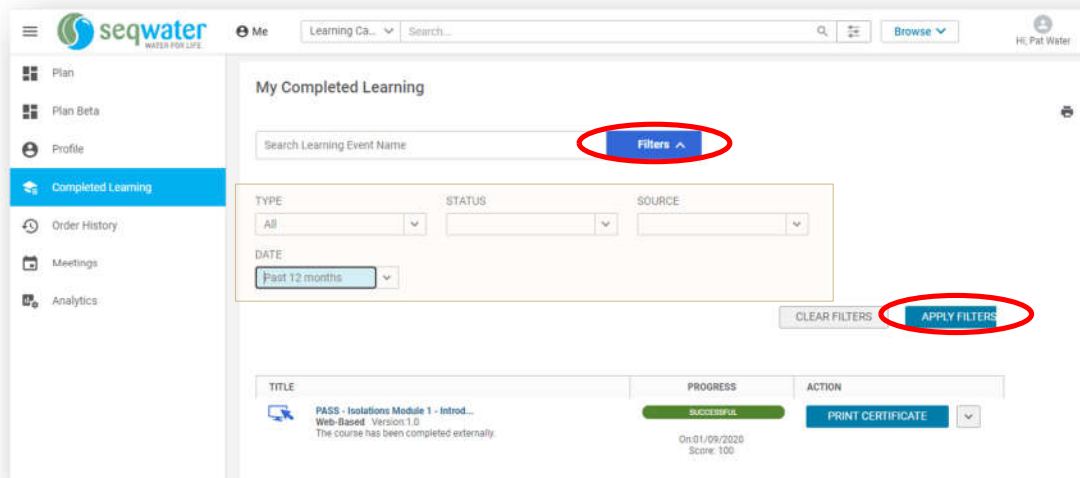 seqwater
WATER FOR LIFE
Me
Learning Ca...
Search...
Browse
Hi, Pat Water
Plan
Plan Beta
Profile
Completed Learning
Order History
Meetings
Analytics
My Completed Learning
Search Learning Event Name
Filters
TYPE STATUS SOURCE
All
DATE
Past 12 months
CLEAR FILTERS APPLY FILTERS
TITLE PROGRESS ACTION
PASS - Isolations Module 1 - Introd...
SUCCESSFUL
PRINT CERTIFICATE
Web-Based Version:1.0
The course has been completed externally.
On:01/09/2020
Score: 100